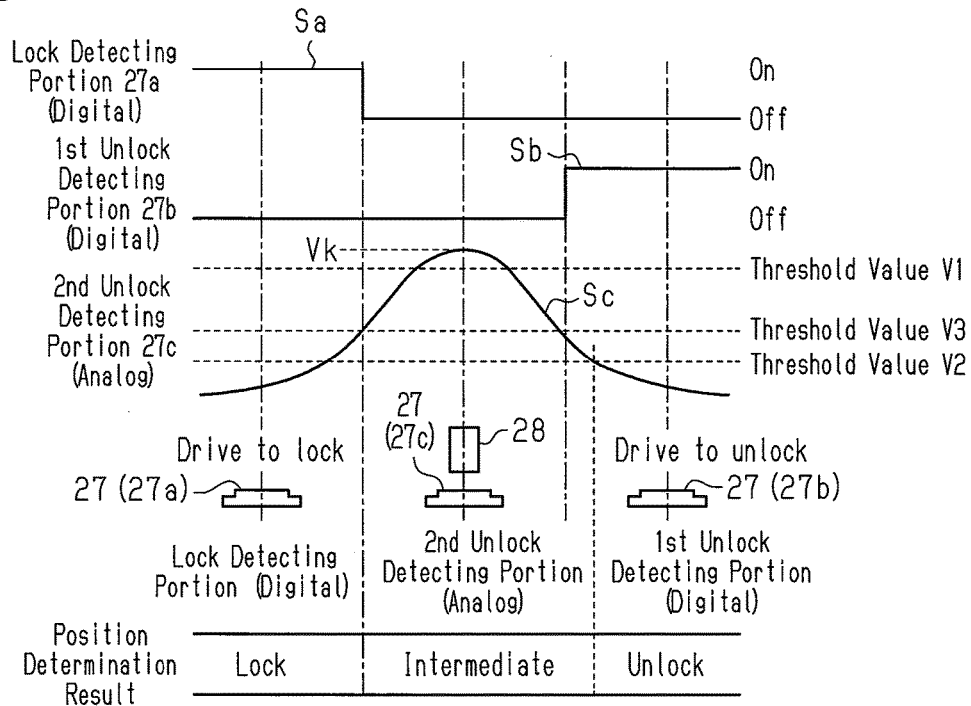 Sa
Lock Detecting
Portion 27a
(Digital)
On
Off
1st Unlock
Detecting
Portion 27b
(Digital)
Sb
On
Off
Vk
Threshold Value V1
2nd Unlock
Detecting
Portion 27c
(Analog)
Sc
Threshold Value V3
Threshold Value V2
27
(27c)
28
Drive to lock
27 (27a)
Drive to unlock
27 (27b)
Lock Detecting
Portion (Digital)
2nd Unlock
Detecting Portion
(Analog)
1st Unlock
Detecting Portion
(Digital)
Position
Determination
Result
Lock
Intermediate
Unlock